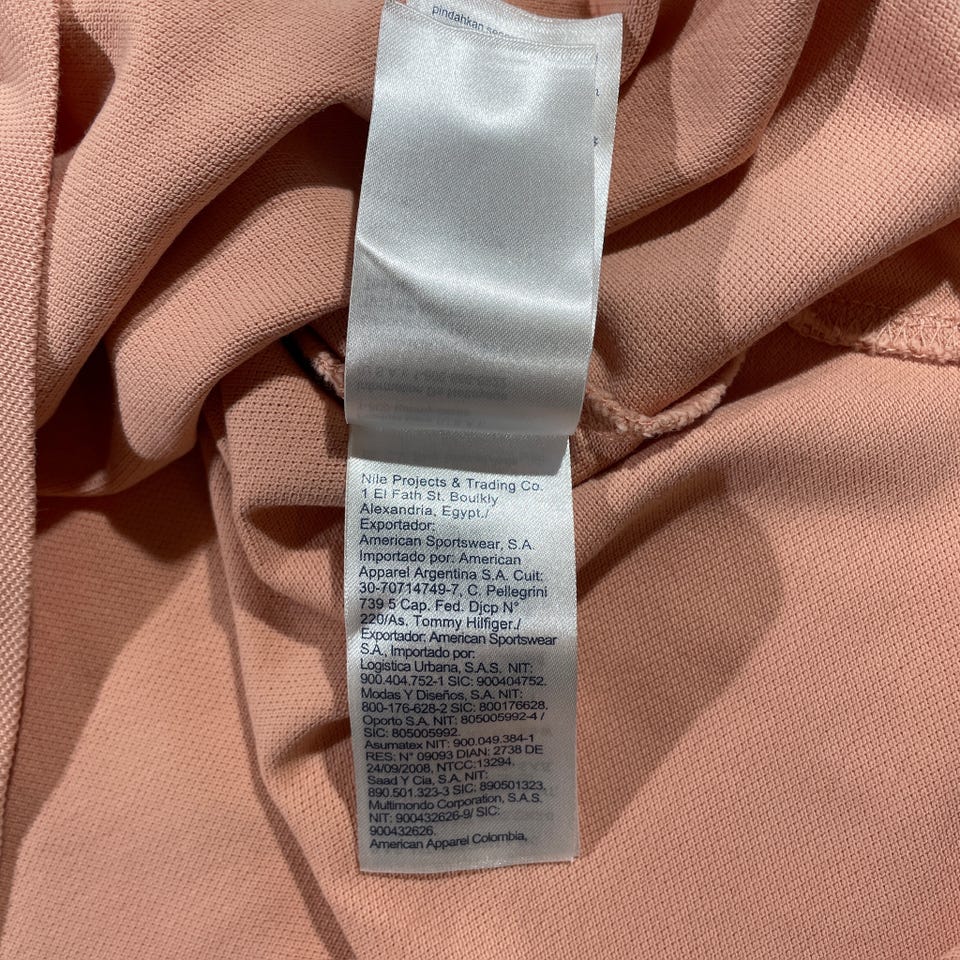 pindahkan
Nile Projects & Trading Co.
1 El Fath St. Boulkly
Alexandria, Egypt./
Exportador:
American Sportswear, S.A.
Importado por: American
Apparel Argentina S.A. Cuit:
30-70714749-7, C. Pellegrini
739 5 Cap. Fed. Djcp N°
220/As. Tommy Hilfiger./
Exportador: American Sportswear
S.A., Importado por:
Logistica Urbana, S.A.S. NIT:
900.404.752-1 SIC: 900404752.
Modas Y Diseños, S.A. NIT:
800-176-628-2 SIC: 800176628.
Oporto S.A. NIT: 805005992-4 /
SIC: 805005992.
Asumatex NIT: 900.049.384-1
RES: N° 09093 DIAN: 2738 DE
24/09/2008, NTCC:13294.
Saad Y Cia, S.A. NIT:
890.501.323-3 SIC: 890501323.
Multimondo Corporation, S.A.S.
NIT: 900432626-9/ SIC:
900432626.
American Apparel Colombia,